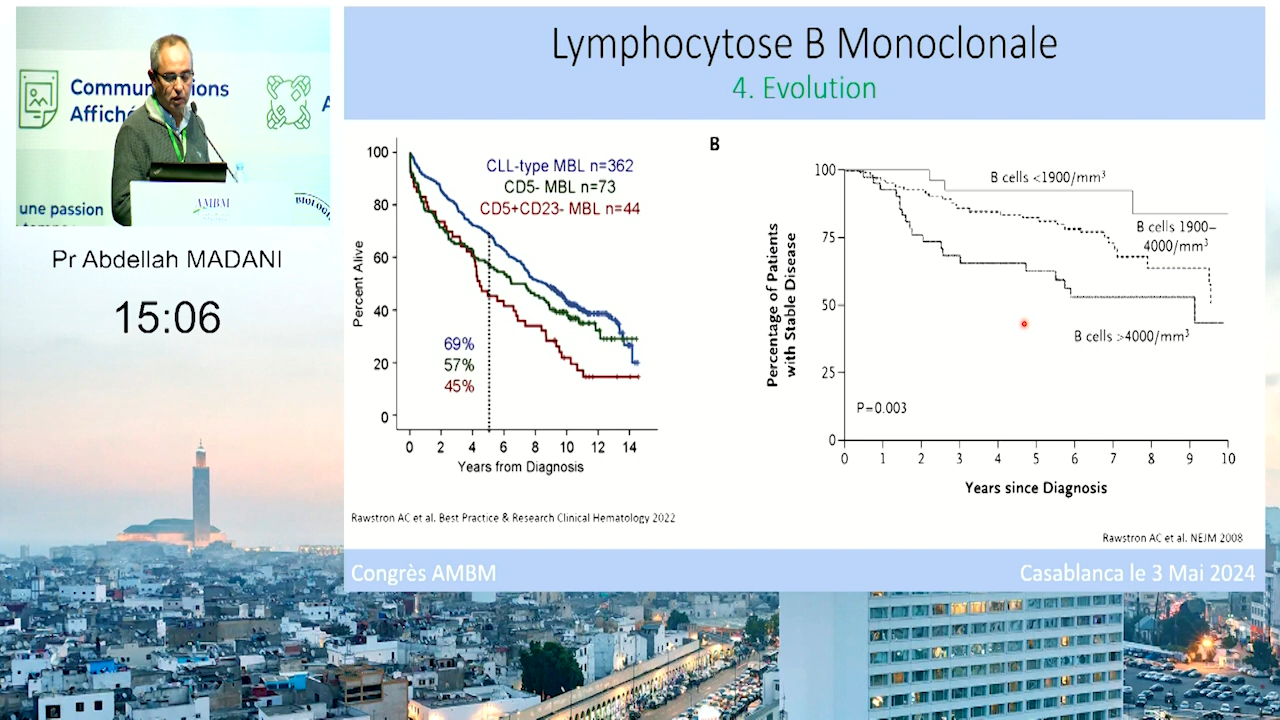 Commun
ions
Affiché
A
une passion
AMBM
BIOLOGI
Pr Abdellah MADANI
15:06
Lymphocytose B Monoclonale
4. Evolution
CLL-type MBL n=362
CD5- MBL n=73
CD5+CD23- MBL n=44
Percent Alive
100
80
60
40
20
0
69%
57%
45%
0 2 4 6 8 10 12 14
Years from Diagnosis
Rawstron AC et al. Best Practice & Research Clinical Hematology 2022
B
Percentage of Patients
with Stable Disease
100
75
50
25
0
B cells <1900/mm³
B cells 1900–
4000/mm³
B cells >4000/mm³
P=0.003
0 1 2 3 4 5 6 7 8 9 10
Years since Diagnosis
Rawstron AC et al. NEJM 2008
Congrès AMBM
Casablanca le 3 Mai 2024